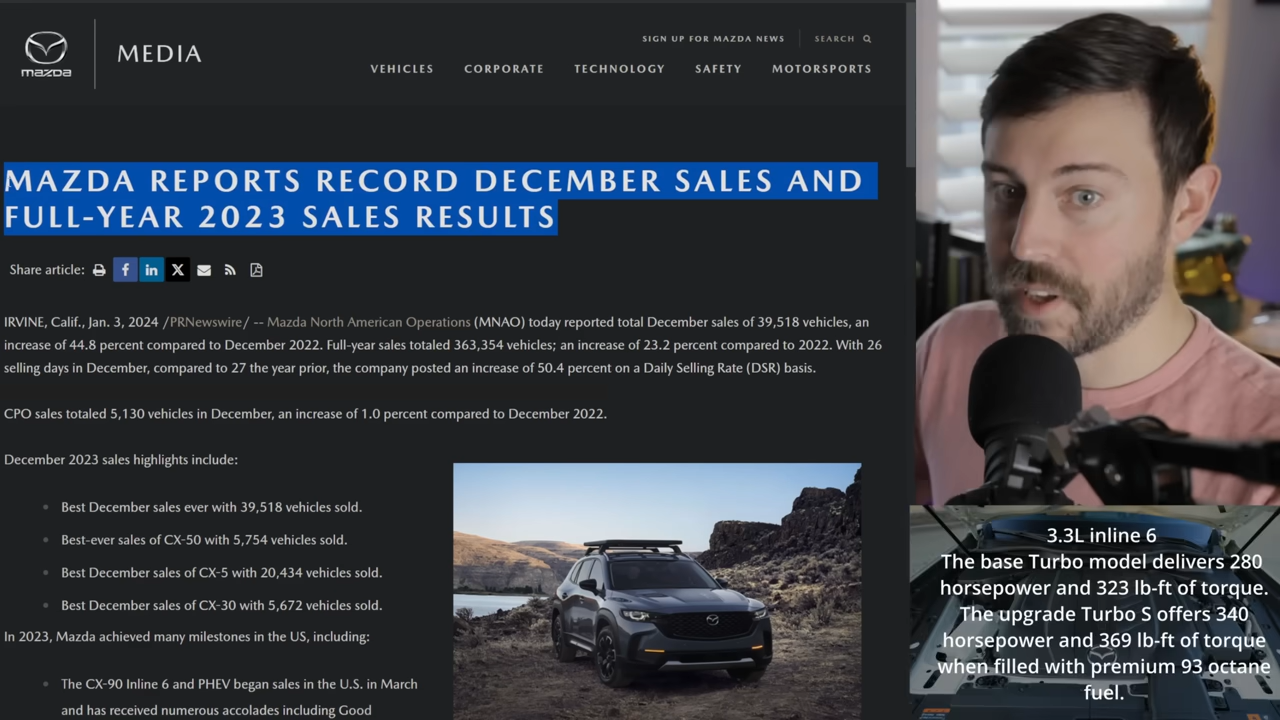 mazda
MEDIA
SIGN UP FOR MAZDA NEWS
SEARCH
VEHICLES
CORPORATE
TECHNOLOGY
SAFETY
MOTORSPORTS
MAZDA REPORTS RECORD DECEMBER SALES AND
FULL-YEAR 2023 SALES RESULTS
Share article:
IRVINE, Calif., Jan. 3, 2024 /PRNewswire/ -- Mazda North American Operations (MNAO) today reported total December sales of 39,518 vehicles, an
increase of 44.8 percent compared to December 2022. Full-year sales totaled 363,354 vehicles; an increase of 23.2 percent compared to 2022. With 26
selling days in December, compared to 27 the year prior, the company posted an increase of 50.4 percent on a Daily Selling Rate (DSR) basis.
CPO sales totaled 5,130 vehicles in December, an increase of 1.0 percent compared to December 2022.
December 2023 sales highlights include:
Best December sales ever with 39,518 vehicles sold.
Best-ever sales of CX-50 with 5,754 vehicles sold.
Best December sales of CX-5 with 20,434 vehicles sold.
Best December sales of CX-30 with 5,672 vehicles sold.
In 2023, Mazda achieved many milestones in the US, including:
The CX-90 Inline 6 and PHEV began sales in the U.S. in March
and has received numerous accolades including Good
3.3L inline 6
The base Turbo model delivers 280
horsepower and 323 lb-ft of torque.
The upgrade Turbo S offers 340
horsepower and 369 lb-ft of torque
when filled with premium 93 octane
fuel.